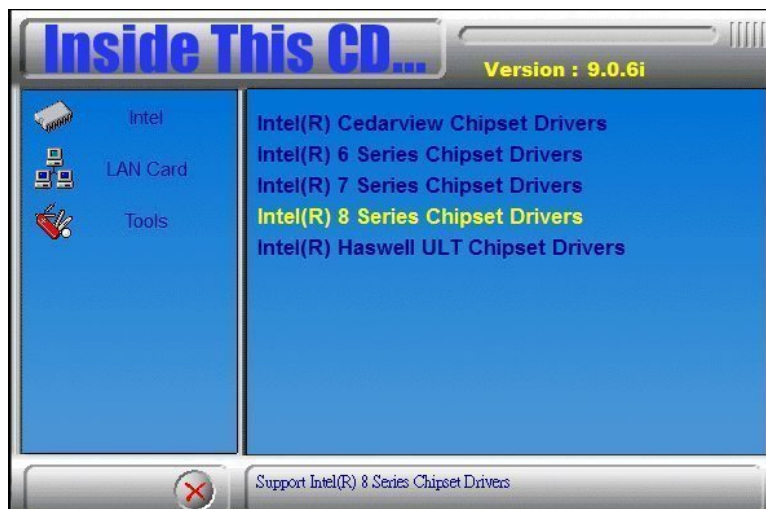 Inside This CD...
Version : 9.0.6i
Intel
LAN Card
Tools
Intel(R) Cedarview Chipset Drivers
Intel(R) 6 Series Chipset Drivers
Intel(R) 7 Series Chipset Drivers
Intel(R) 8 Series Chipset Drivers
Intel(R) Haswell ULT Chipset Drivers
Support Intel(R) 8 Series Chipset Drivers